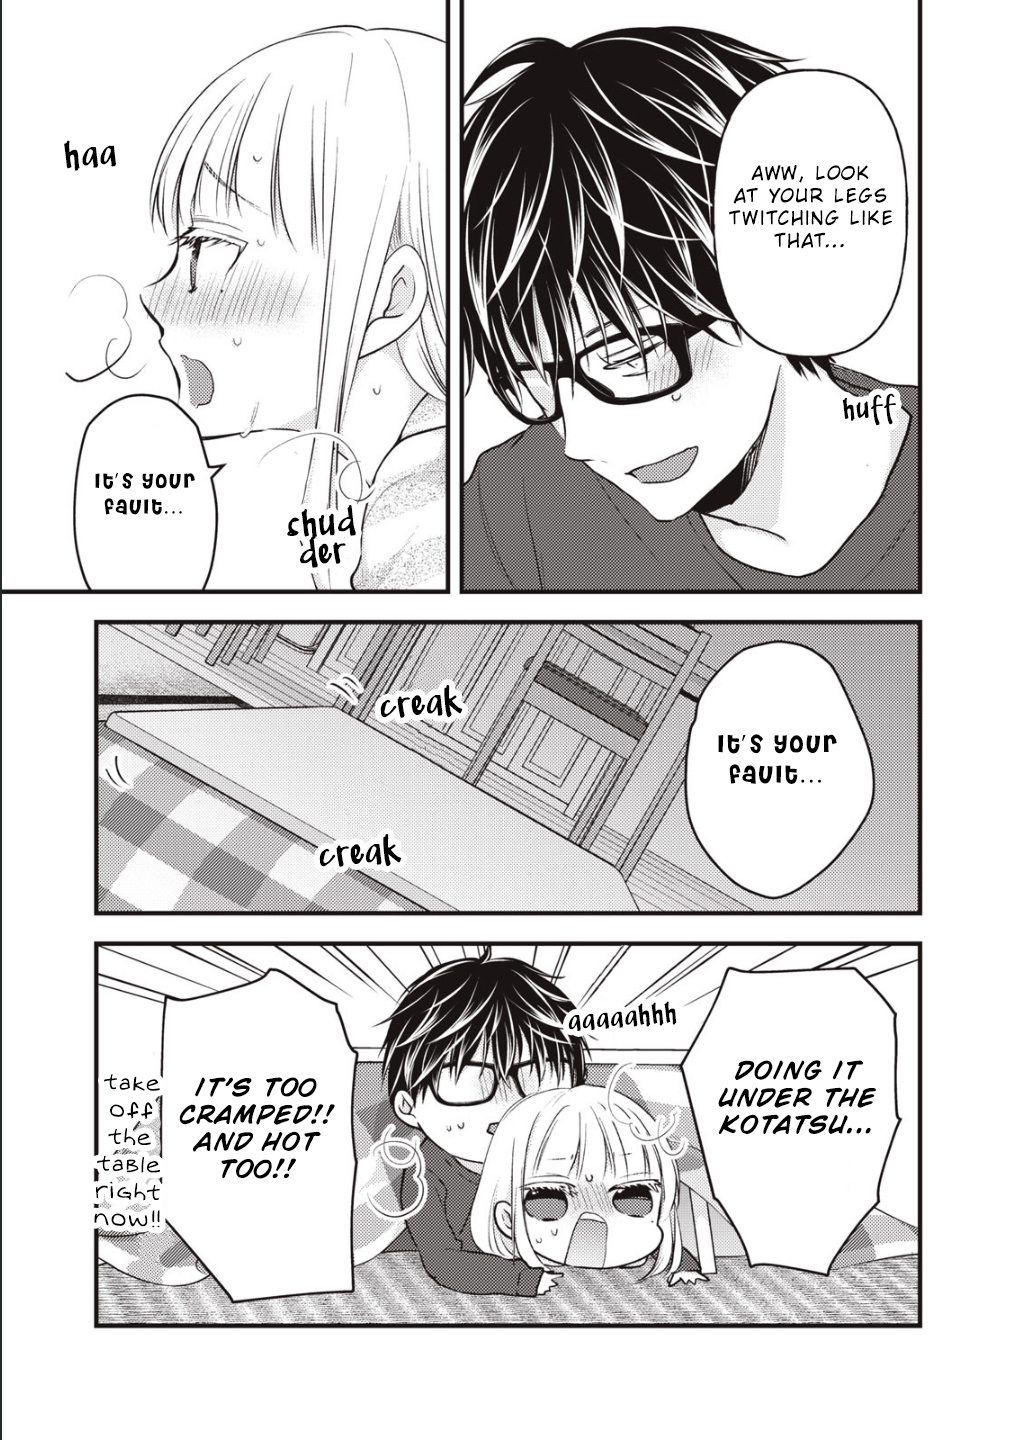 AWW, LOOK
AT YOUR LEGS
TWITCHING LIKE
THAT...
huff
haa
It's your
fault...
shud
der
It's your
fault...
creak
creak
DOING IT
UNDER THE
KOTATSU...
aaaaahhh
IT'S TOO
CRAMPED!!
AND HOT
TOO!!
take
off
the
table
right
now!!